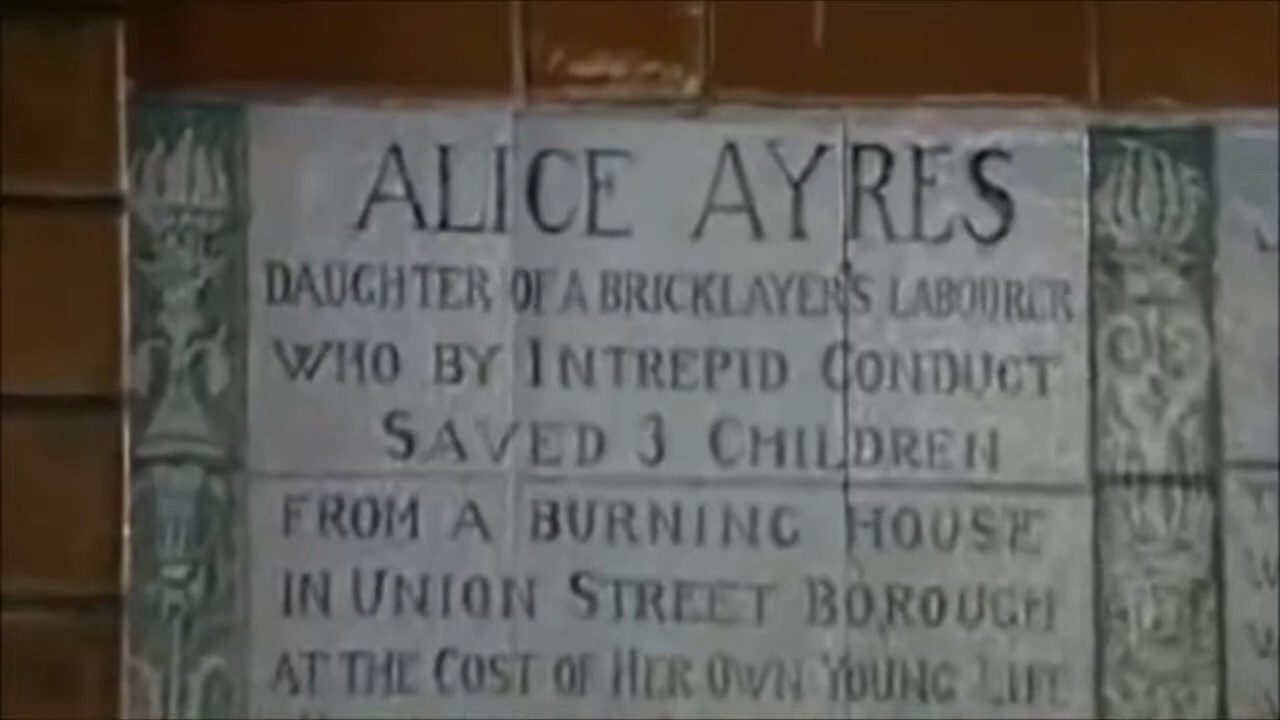 ALICE AYRES
DAUGHTER OF A BRICKLAYER'S LABOURER
WHO BY INTREPID CONDUCT
SAVED 3 CHILDREN
FROM A BURNING HOUSE
IN UNION STREET BOROUGH
AT THE COST OF HER OWN YOUNG LIFE